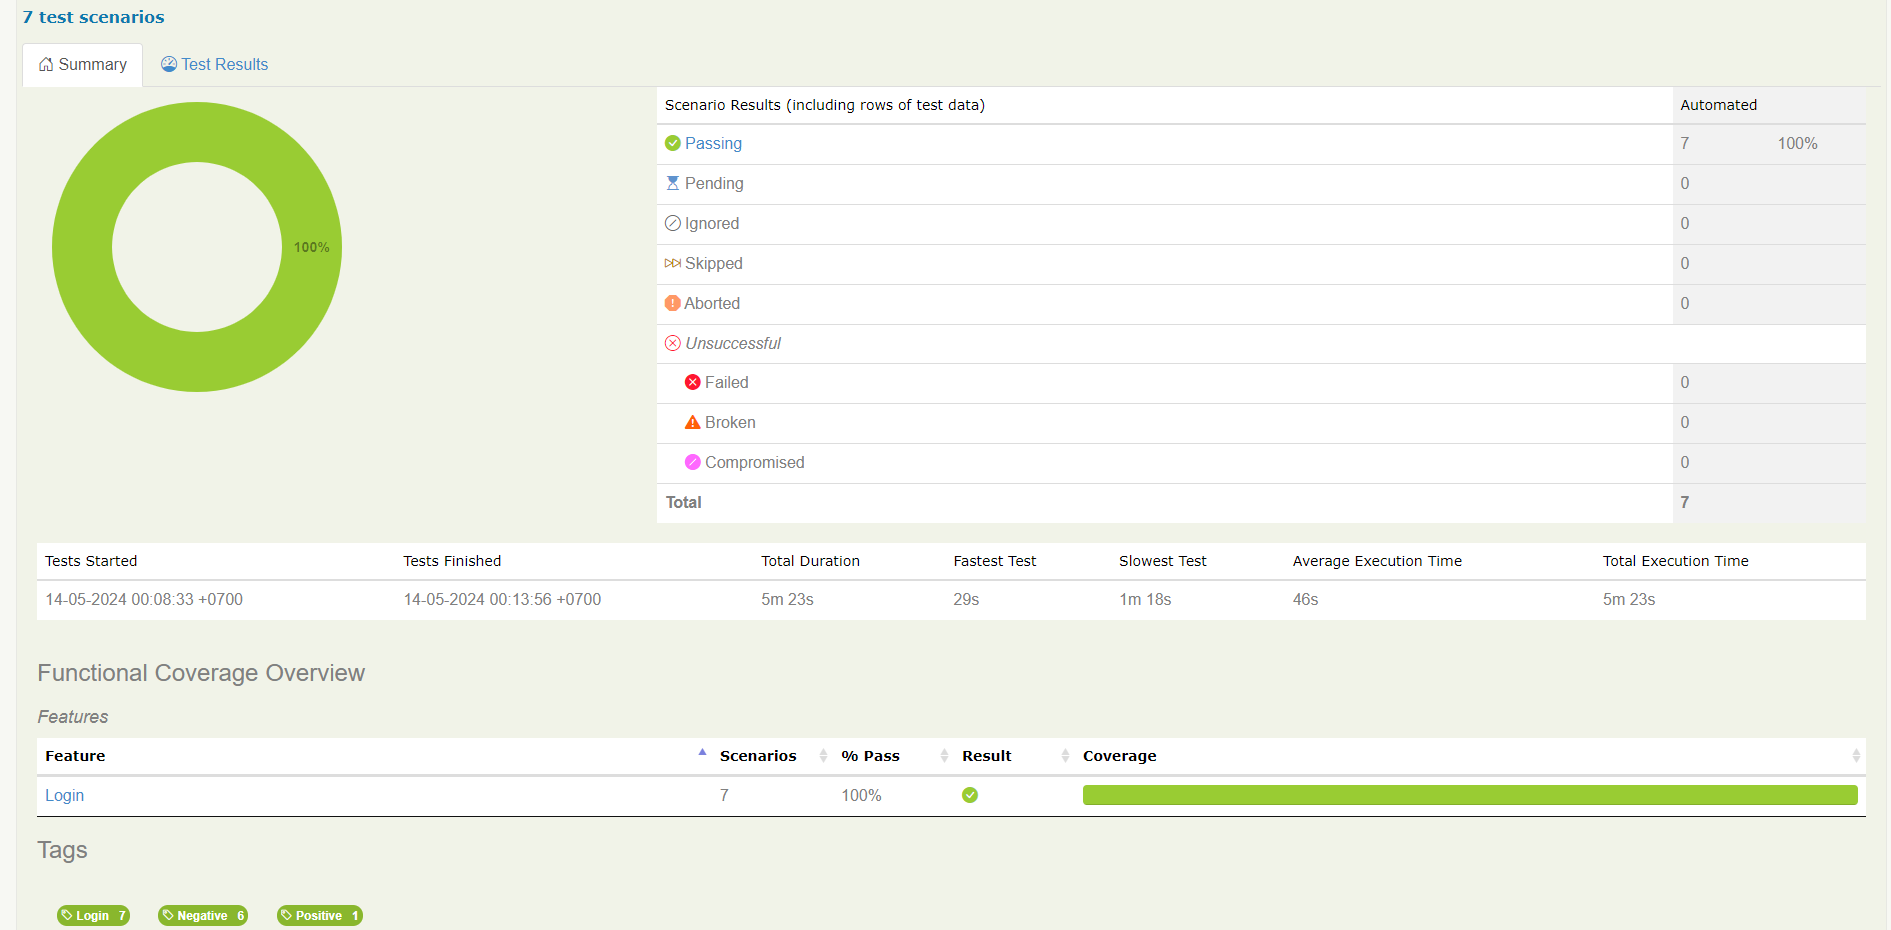 7 test scenarios
Summary Test Results
100%
Scenario Results (including rows of test data) Automated
Passing 7 100%
Pending 0
Ignored 0
Skipped 0
Aborted 0
Unsuccessful
Failed 0
Broken 0
Compromised 0
Total 7
Tests Started Tests Finished Total Duration Fastest Test Slowest Test Average Execution Time Total Execution Time
14-05-2024 00:08:33 +0700 14-05-2024 00:13:56 +0700 5m 23s 29s 1m 18s 46s 5m 23s
Functional Coverage Overview
Features
Feature Scenarios % Pass Result Coverage
Login 7 100%
Tags
Login 7 Negative 6 Positive 1